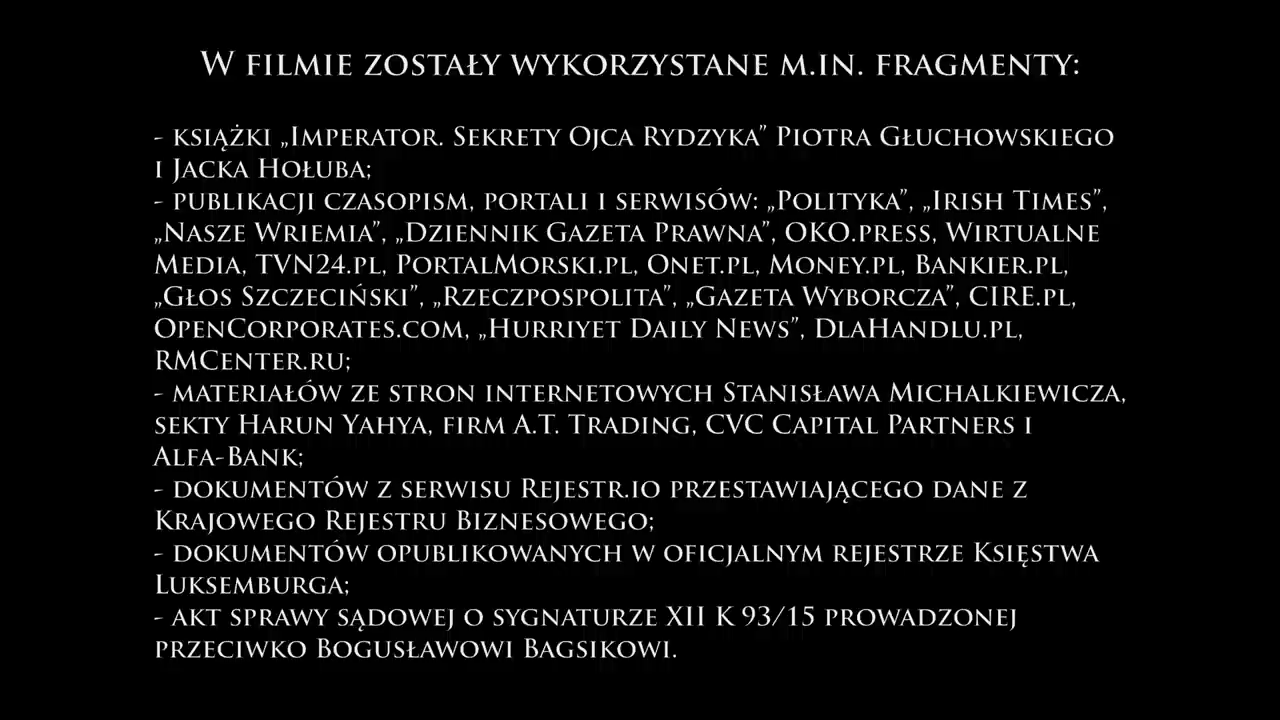 W FILMIE ZOSTAŁY WYKORZYSTANE M.IN. FRAGMENTY:
- KSIĄŻKI „IMPERATOR. SEKRETY OJCA RYDZYKA” PIOTRA GŁUCHOWSKIEGO
I JACKA HOŁUBA;
- PUBLIKACJI CZASOPISM, PORTALI I SERWISÓW: „POLITYKA”, „IRISH TIMES”,
„NASZE WRIEMIA”, „DZIENNIK GAZETA PRAWNA”, OKO.PRESS, WIRTUALNE
MEDIA, TVN24.PL, PORTALMORSKI.PL, ONET.PL, MONEY.PL, BANKIER.PL,
„GŁOS SZCZECIŃSKI”, „RZECZPOSPOLITA”, „GAZETA WYBORCZA”, CIRE.PL,
OPENCORPORATES.COM, „HURRIYET DAILY NEWS”, DLAHANDLU.PL,
RMCENTER.RU;
- MATERIAŁÓW ZE STRON INTERNETOWYCH STANISŁAWA MICHALKIEWICZA,
SEKTY HARUN YAHYA, FIRM A.T. TRADING, CVC CAPITAL PARTNERS I
ALFA-BANK;
- DOKUMENTÓW Z SERWISU REJESTR.IO PRZESTAWIAJĄCEGO DANE Z
KRAJOWEGO REJESTRU BIZNESOWEGO;
- DOKUMENTÓW OPUBLIKOWANYCH W OFICJALNYM REJESTRZE KSIĘSTWA
LUKSEMBURGA;
- AKT SPRAWY SĄDOWEJ O SYGNATURZE XII K 93/15 PROWADZONEJ
PRZECIWKO BOGUSŁAWOWI BAGSIKOWI.